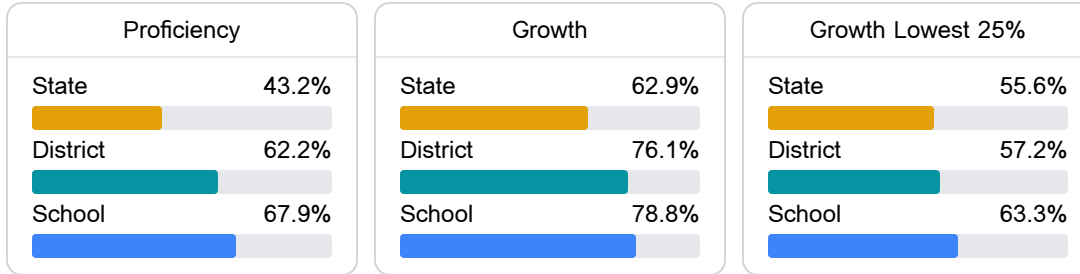 Proficiency
State 43.2%
District 62.2%
School 67.9%
Growth
State 62.9%
District 76.1%
School 78.8%
Growth Lowest 25%
State 55.6%
District 57.2%
School 63.3%